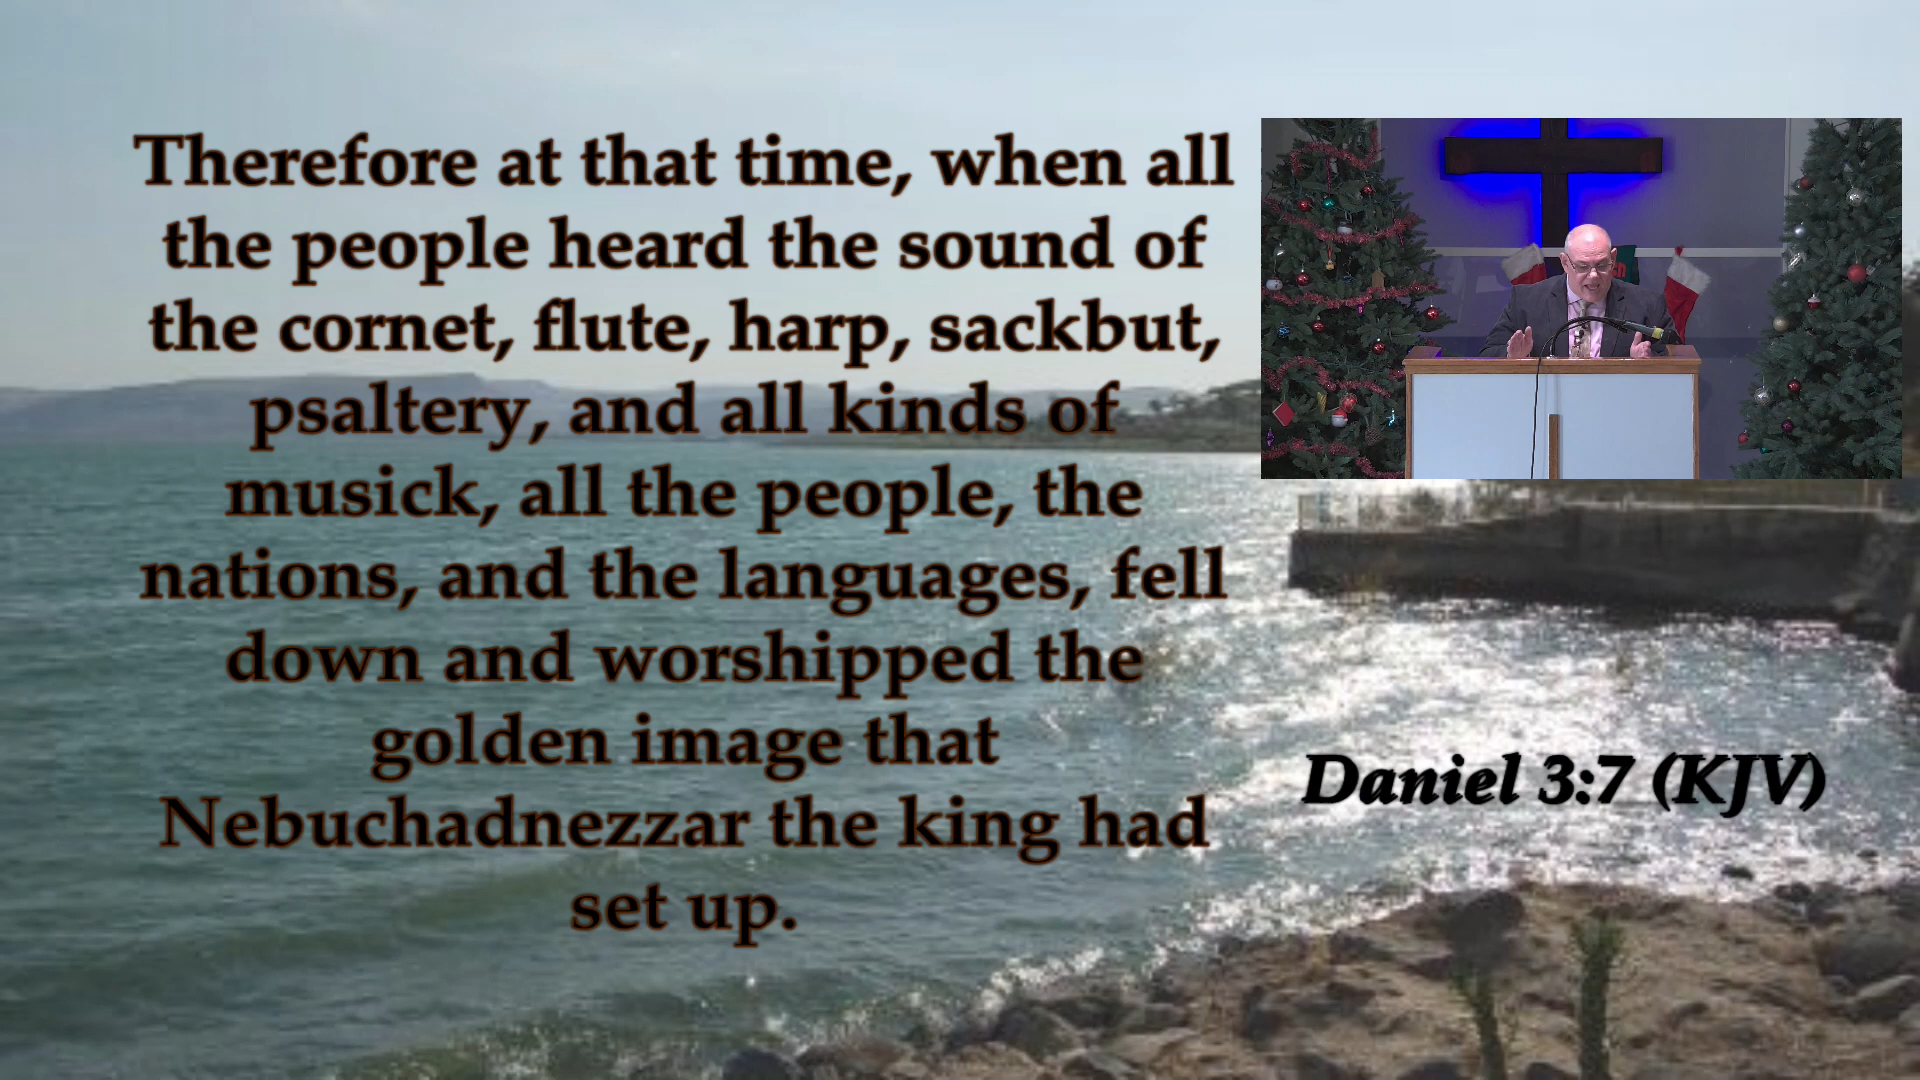 Therefore at that time, when all
the people heard the sound of
the cornet, flute, harp, sackbut,
psaltery, and all kinds of
musick, all the people, the
nations, and the languages, fell
down and worshipped the
golden image that
Nebuchadnezzar the king had
set up.
Daniel 3:7 (KJV)